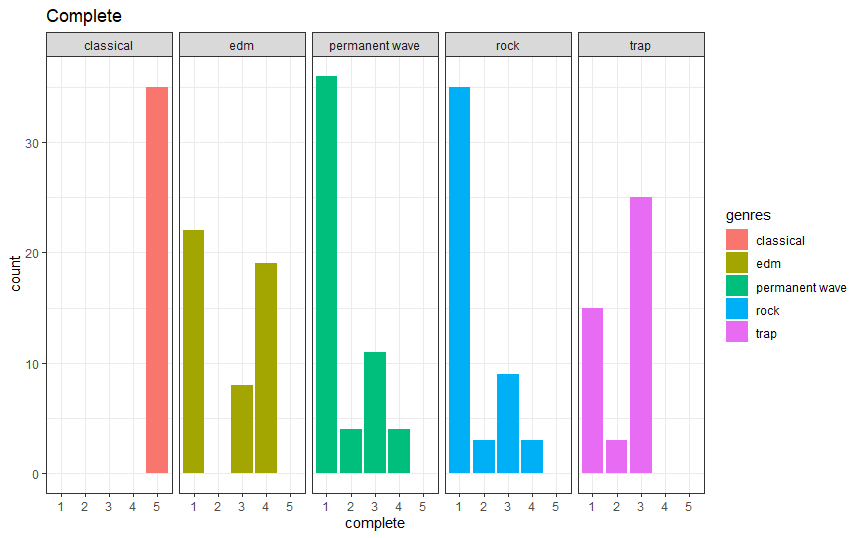 Complete
classical edm permanent wave rock trap
30
20
10
0
count
1 2 3 4 5 1 2 3 4 5 1 2 3 4 5 1 2 3 4 5 1 2 3 4 5
complete
genres
classical
edm
permanent wave
rock
trap